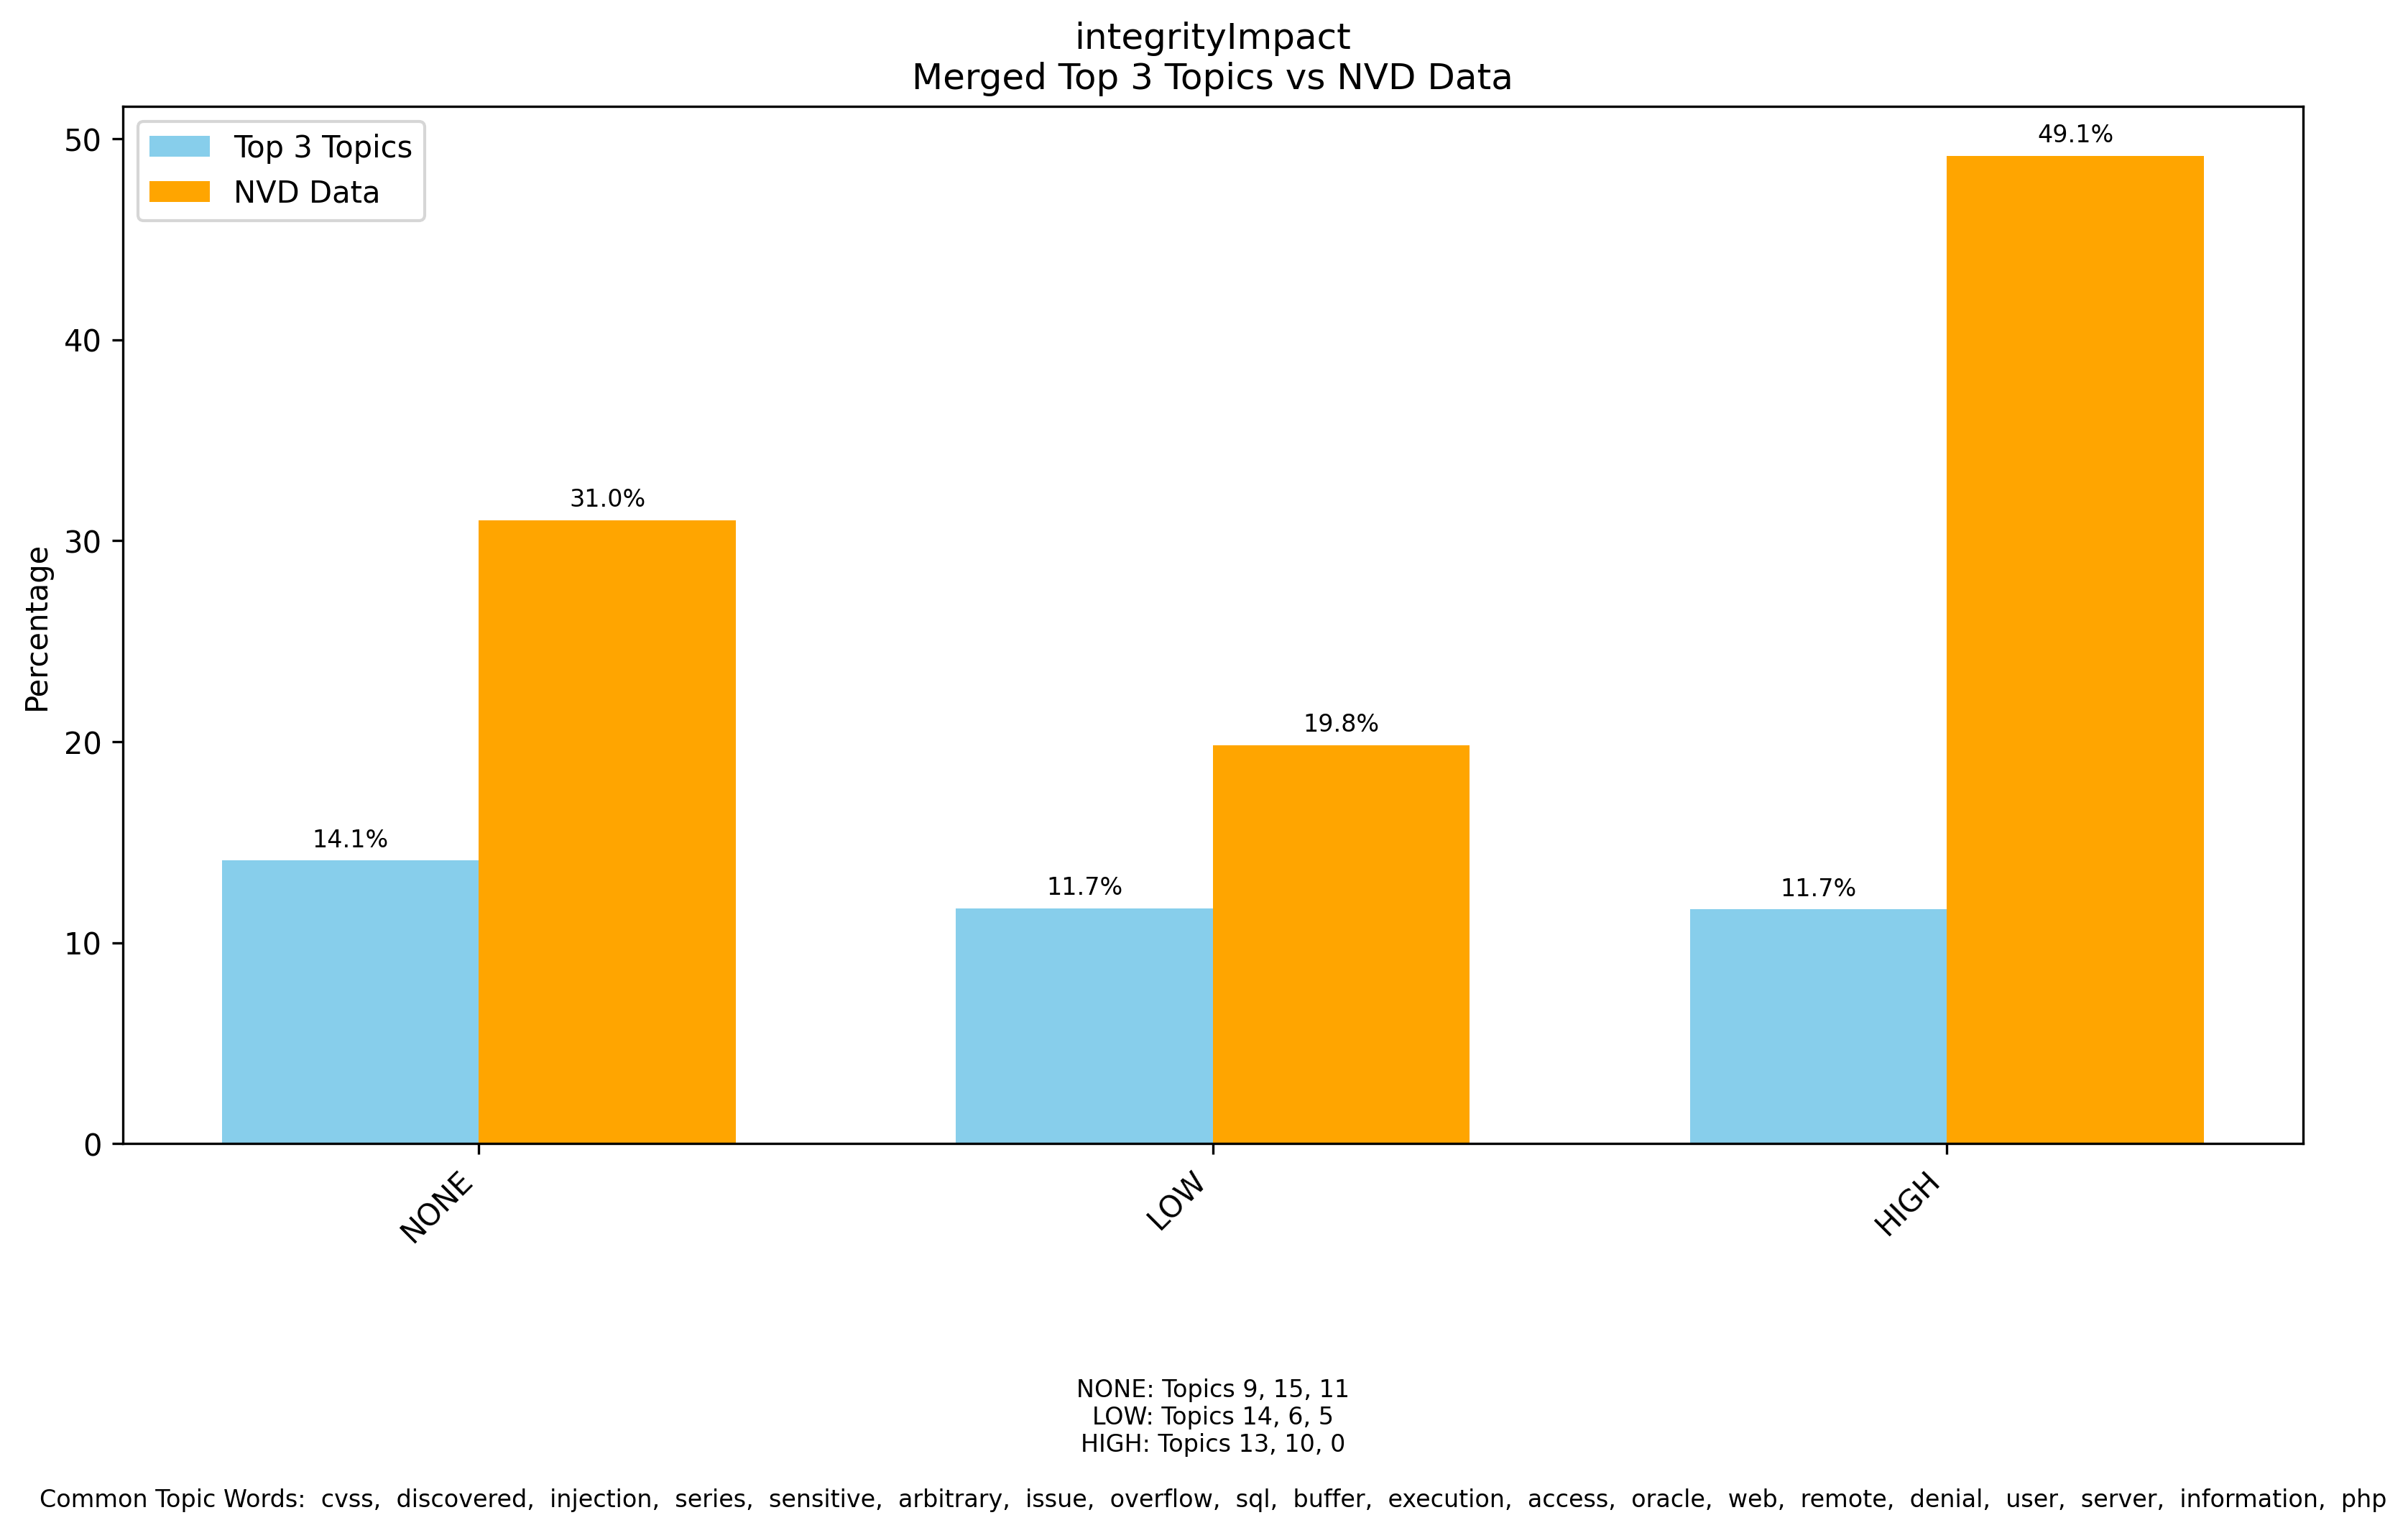 integrityImpact
Merged Top 3 Topics vs NVD Data
Top 3 Topics
NVD Data
Percentage
50
40
30
20
10
0
14.1%
31.0%
11.7%
19.8%
11.7%
49.1%
NONE
LOW
HIGH
NONE: Topics 9, 15, 11
LOW: Topics 14, 6, 5
HIGH: Topics 13, 10, 0
Common Topic Words: cvss, discovered, injection, series, sensitive, arbitrary, issue, overflow, sql, buffer, execution, access, oracle, web, remote, denial, user, server, information, php